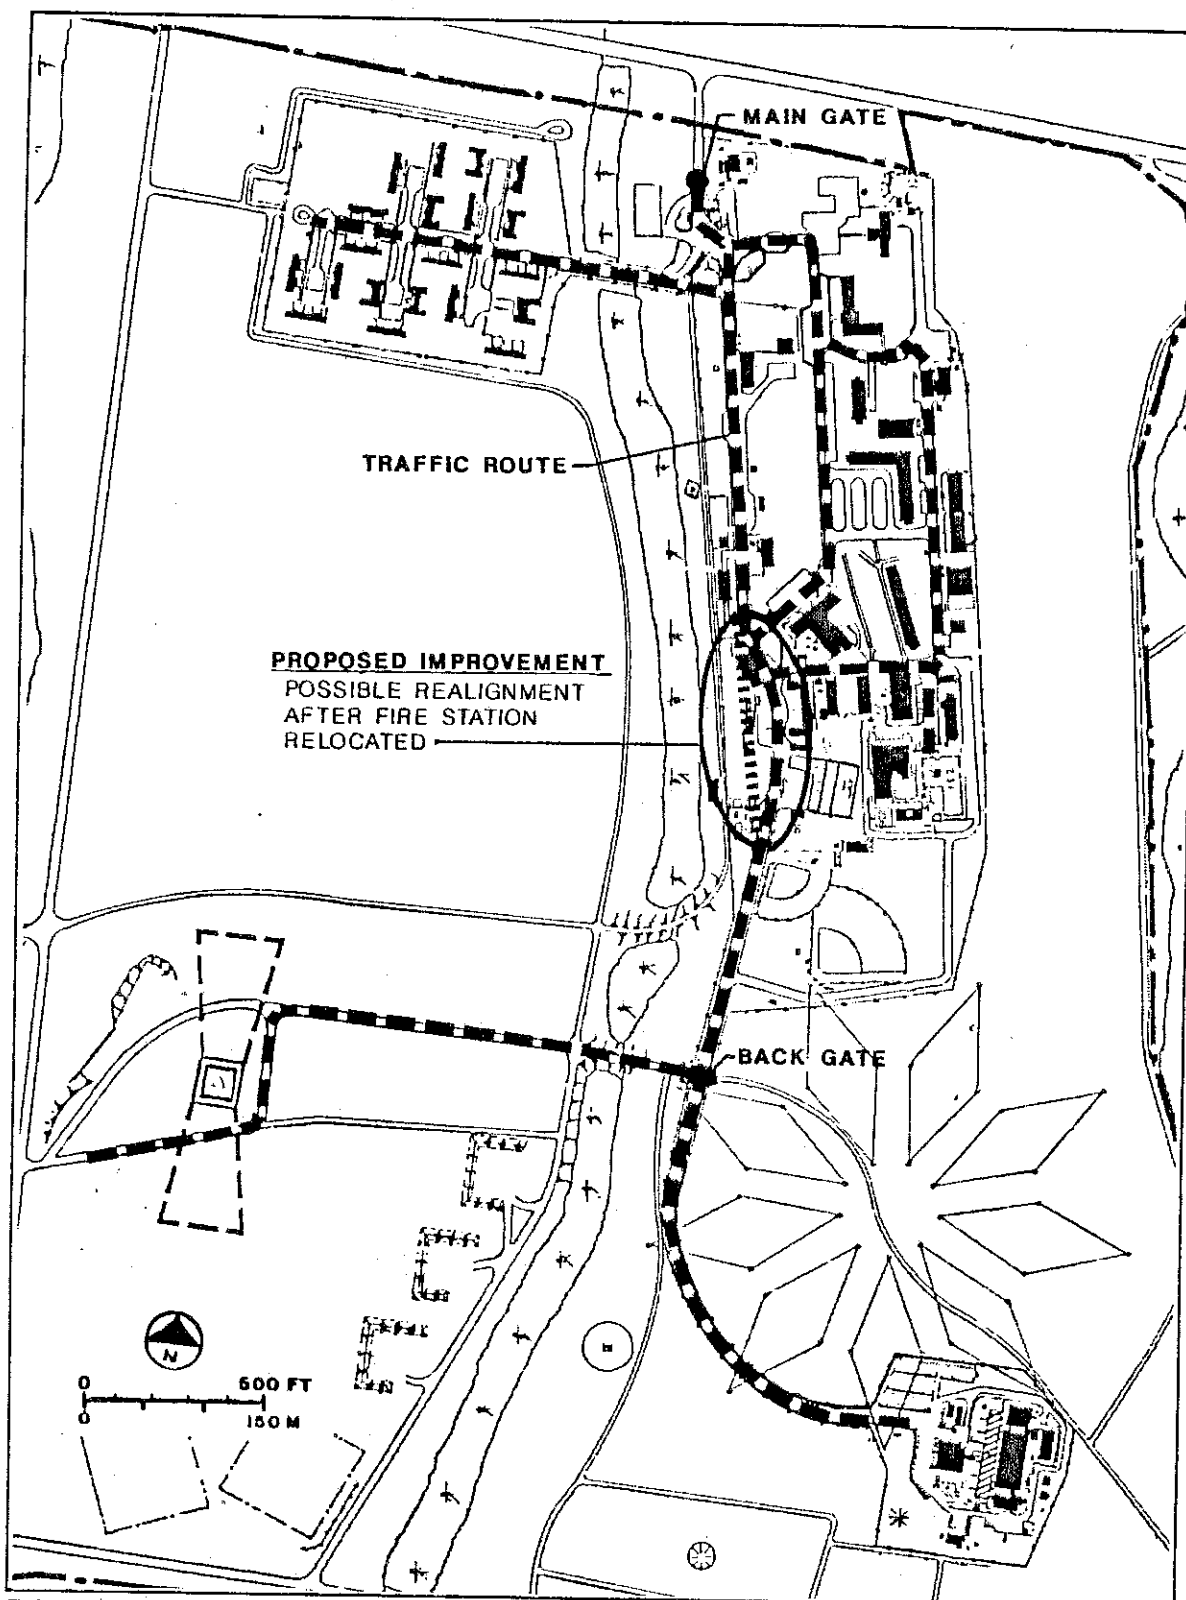 MAIN GATE
TRAFFIC ROUTE
PROPOSED IMPROVEMENT
POSSIBLE REALIGNMENT
AFTER FIRE STATION
RELOCATED
BACK GATE
N
0 500 FT
0 150 M